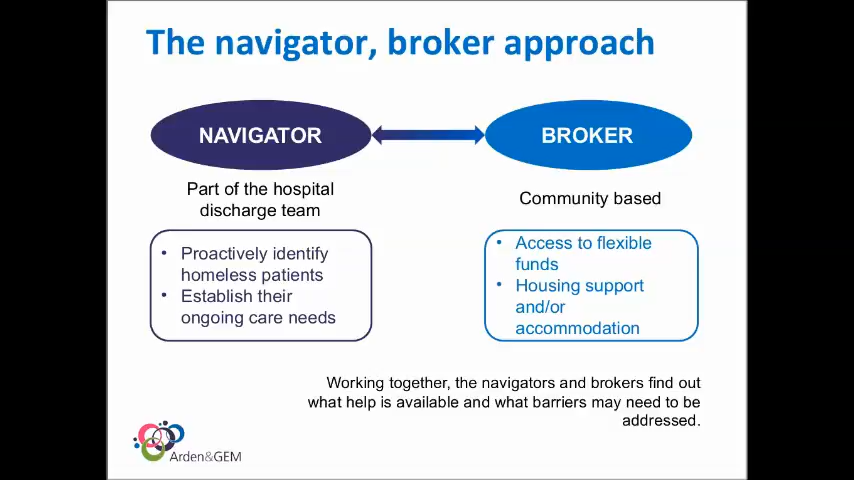 The navigator, broker approach
NAVIGATOR
BROKER
Part of the hospital
discharge team
Community based
• Proactively identify
homeless patients
• Establish their
ongoing care needs
• Access to flexible
funds
• Housing support
and/or
accommodation
Working together, the navigators and brokers find out
what help is available and what barriers may need to be
addressed.
Arden&GEM